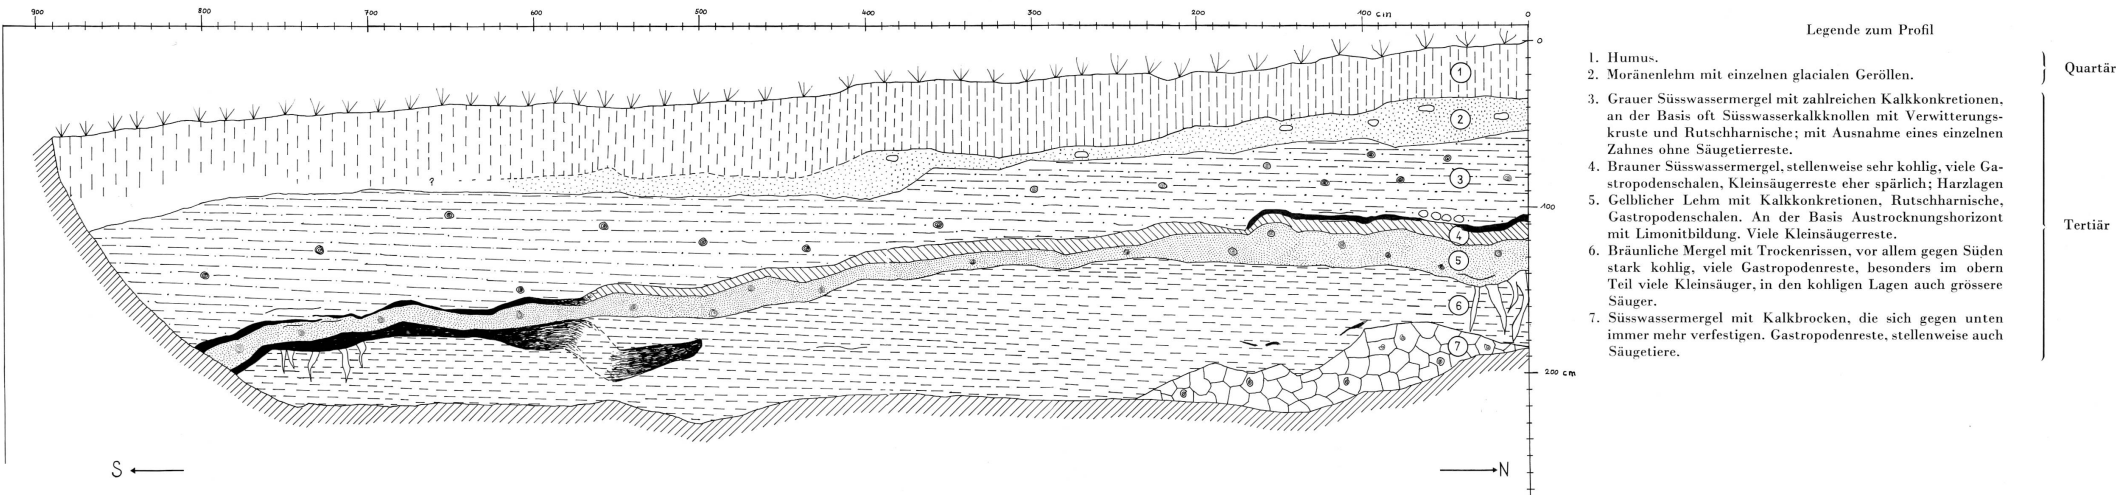 900 800 700 600 500 400 300 200 100 cm 0
0
100
200 cm
?
1
2
3
4
5
6
7
S
N
Legende zum Profil
1. Humus.
2. Moränenlehm mit einzelnen glacialen Geröllen.
Quartär
3. Grauer Süsswassermergel mit zahlreichen Kalkkonkretionen,
an der Basis oft Süsswasserkalkknollen mit Verwitterungs-
kruste und Rutschharnische; mit Ausnahme eines einzelnen
Zahnes ohne Säugetierreste.
4. Brauner Süsswassermergel, stellenweise sehr kohlig, viele Ga-
stropodenschalen, Kleinsäugerreste eher spärlich; Harzlagen
5. Gelblicher Lehm mit Kalkkonkretionen, Rutschharnische,
Gastropodenschalen. An der Basis Austrocknungshorizont
mit Limonitbildung. Viele Kleinsäugerreste.
6. Bräunliche Mergel mit Trockenrissen, vor allem gegen Süden
stark kohlig, viele Gastropodenreste, besonders im obern
Teil viele Kleinsäuger, in den kohligen Lagen auch grössere
Säuger.
7. Süsswassermergel mit Kalkbrocken, die sich gegen unten
immer mehr verfestigen. Gastropodenreste, stellenweise auch
Säugetiere.
Tertiär